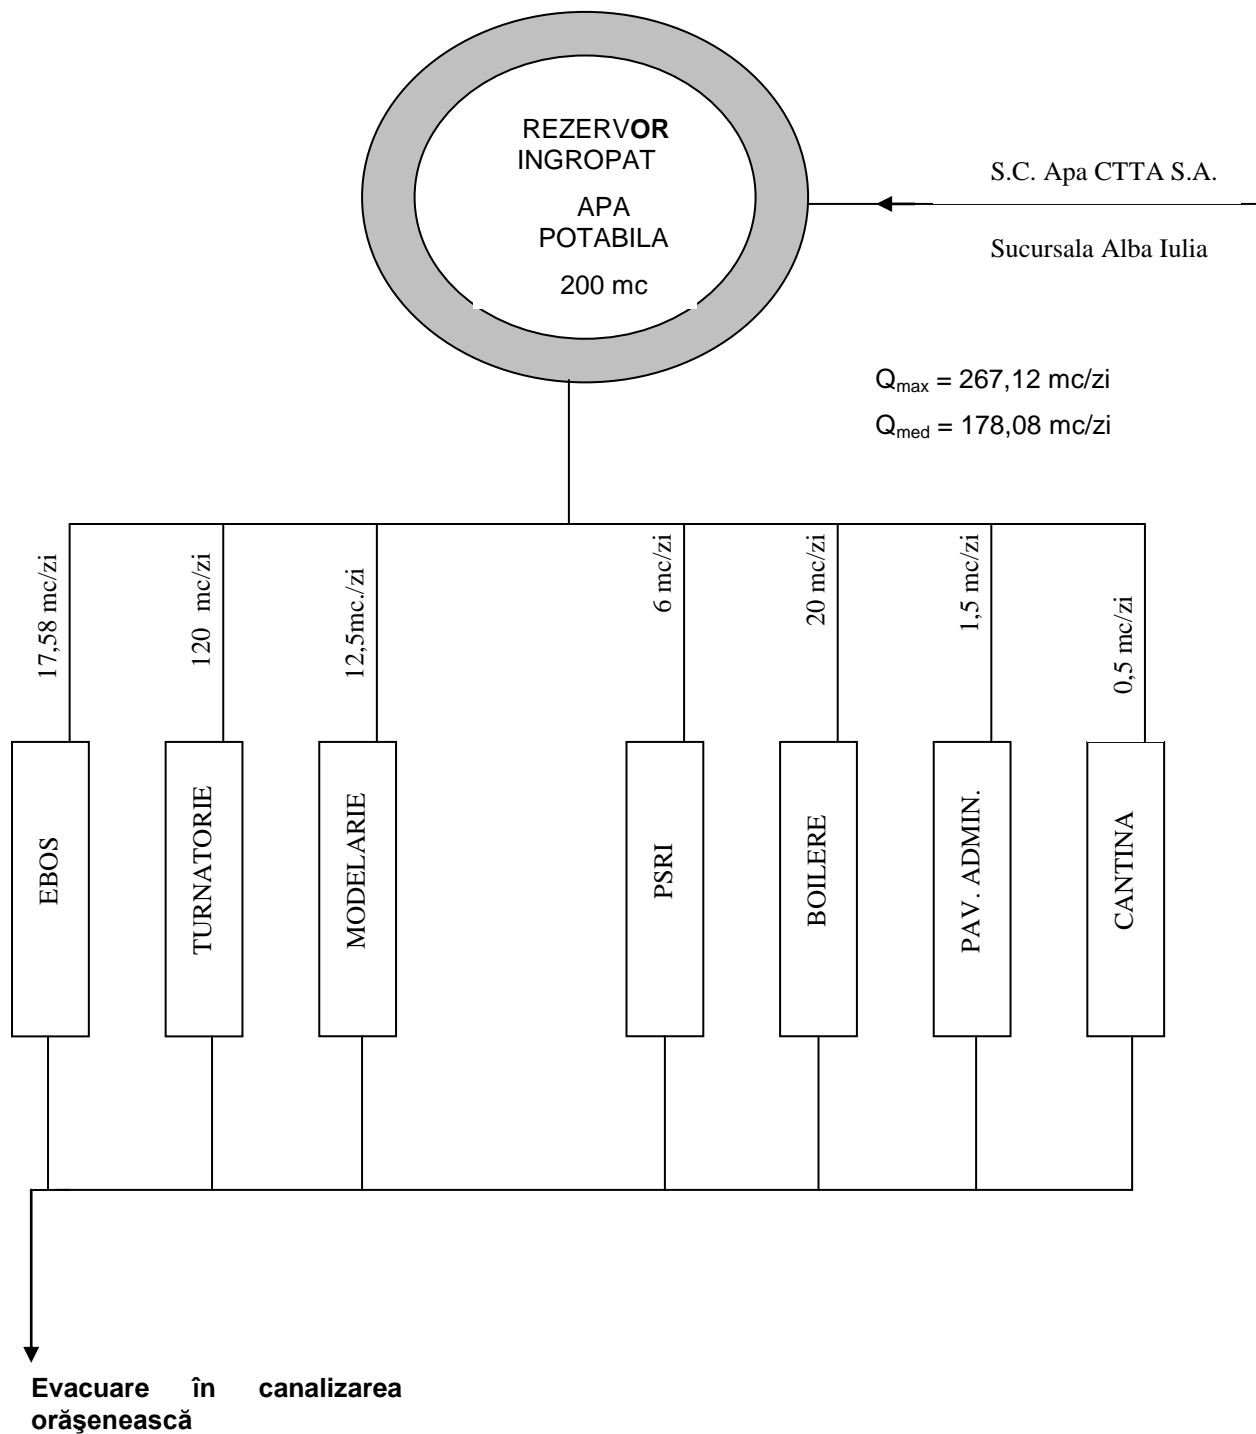 REZERVOR
INGROPAT
APA
POTABILA
200 mc
S.C. Apa CTTA S.A.
Sucursala Alba Iulia
Qmax = 267,12 mc/zi
Qmed = 178,08 mc/zi
17,58 mc/zi
120 mc/zi
12,5mc./zi
6 mc/zi
20 mc/zi
1,5 mc/zi
0,5 mc/zi
EBOS
TURNATORIE
MODELARIE
PSRI
BOILERE
PAV. ADMIN.
CANTINA
Evacuare în canalizarea
orăşenească